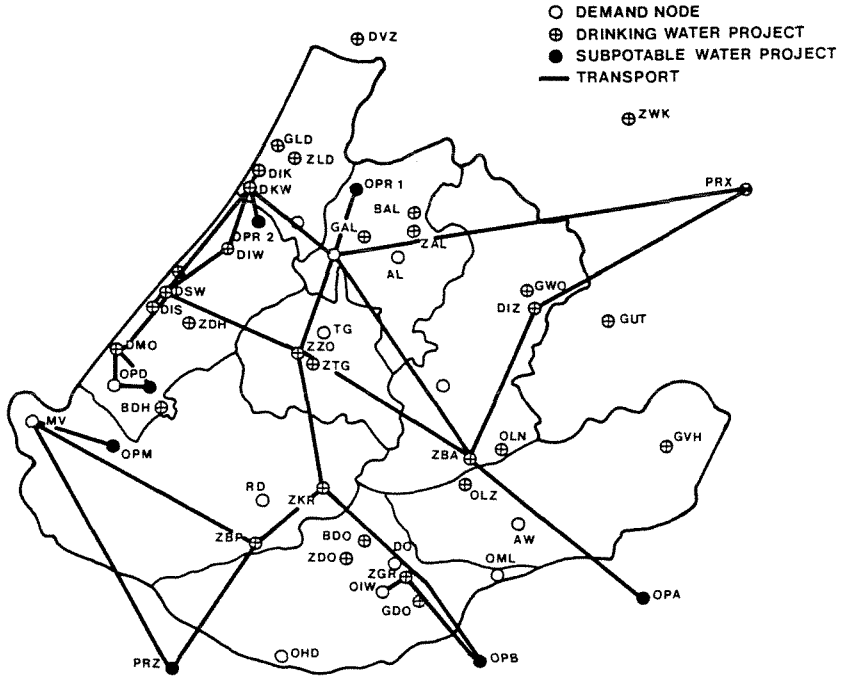 DEMAND NODE
DRINKING WATER PROJECT
SUBPOTABLE WATER PROJECT
TRANSPORT
DVZ
ZWK
GLD
ZLD
DIK
DKW
OPR 1
PRX
BAL
GAL
ZAL
OPR 2
DIW
AL
GWO
DSW
DIZ
DIS
ZDH
GUT
TG
DMO
ZZO
ZTG
OPD
BDH
MV
OPM
OLN
GVH
ZBA
OLZ
RD
ZKR
AW
ZBP
BDO
DO
ZDO
OML
ZGR
OIW
GDO
OPA
OHD
PRZ
OPB